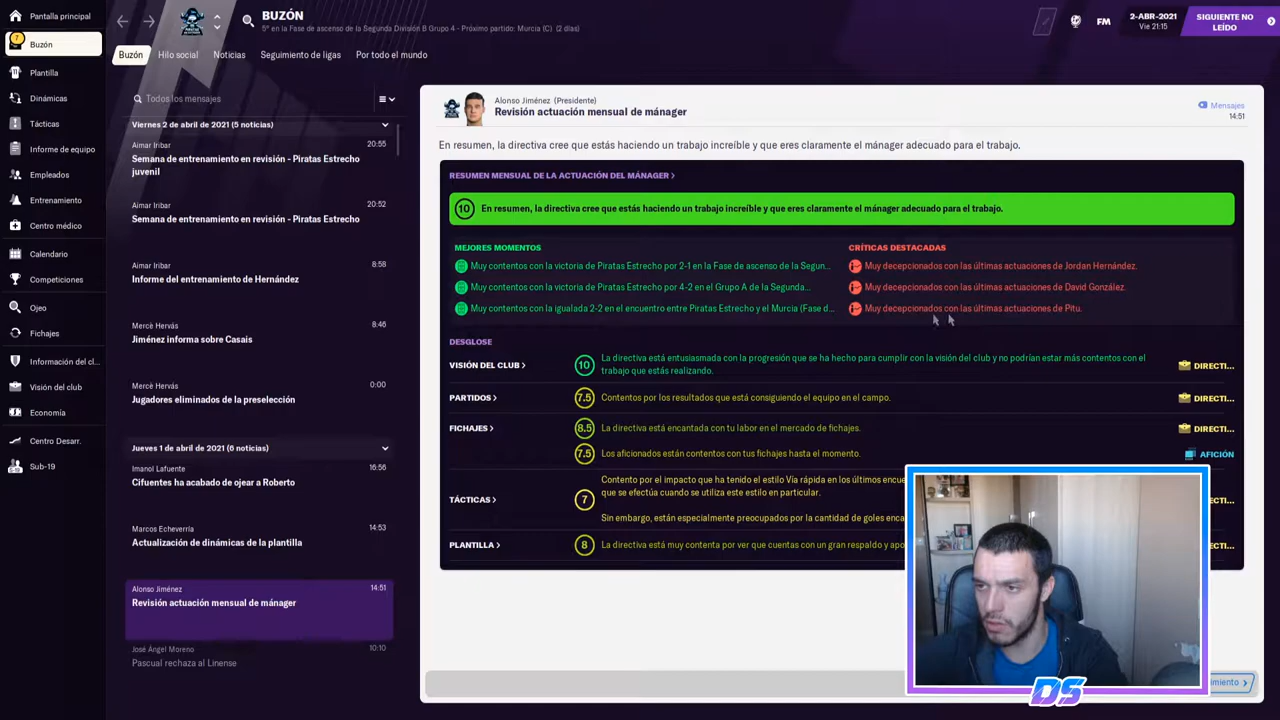 Pantalla principal
7
Buzón
Plantilla
Dinámicas
Tácticas
Informe de equipo
Empleados
Entrenamiento
Centro médico
Calendario
Competiciones
Ojeo
Fichajes
Información del cl...
Visión del club
Economía
Centro Desarr.
Sub-19
BUZÓN
5º en la Fase de ascenso de la Segunda División B Grupo 4 - Próximo partido: Murcia (C) (2 días)
FM
2-ABR-2021
Vie 21:15
SIGUIENTE NO
LEÍDO
Buzón
Hilo social
Noticias
Seguimiento de ligas
Por todo el mundo
Todos los mensajes
Viernes 2 de abril de 2021 (5 noticias)
Aimar Iribar 20:55
Semana de entrenamiento en revisión - Piratas Estrecho
juvenil
Aimar Iribar 20:52
Semana de entrenamiento en revisión - Piratas Estrecho
Aimar Iribar 8:58
Informe del entrenamiento de Hernández
Mercè Hervás 8:46
Jiménez informa sobre Casais
Mercè Hervás 0:00
Jugadores eliminados de la preselección
Jueves 1 de abril de 2021 (6 noticias)
Imanol Lafuente 16:56
Cifuentes ha acabado de ojear a Roberto
Marcos Echeverría 14:53
Actualización de dinámicas de la plantilla
Alonso Jiménez 14:51
Revisión actuación mensual de mánager
José Ángel Moreno 10:10
Pascual rechaza al Linense
Alonso Jiménez (Presidente)
Revisión actuación mensual de mánager
Mensajes
14:51
En resumen, la directiva cree que estás haciendo un trabajo increíble y que eres claramente el mánager adecuado para el trabajo.
RESUMEN MENSUAL DE LA ACTUACIÓN DEL MÁNAGER >
10 En resumen, la directiva cree que estás haciendo un trabajo increíble y que eres claramente el mánager adecuado para el trabajo.
MEJORES MOMENTOS
Muy contentos con la victoria de Piratas Estrecho por 2-1 en la Fase de ascenso de la Segun...
Muy contentos con la victoria de Piratas Estrecho por 4-2 en el Grupo A de la Segunda...
Muy contentos con la igualada 2-2 en el encuentro entre Piratas Estrecho y el Murcia (Fase d...
CRÍTICAS DESTACADAS
Muy decepcionados con las últimas actuaciones de Jordan Hernández.
Muy decepcionados con las últimas actuaciones de David González.
Muy decepcionados con las últimas actuaciones de Pitu.
DESGLOSE
VISIÓN DEL CLUB > 10 La directiva está entusiasmada con la progresión que se ha hecho para cumplir con la visión del club y no podrían estar más contentos con el
trabajo que estás realizando. DIRECTI...
PARTIDOS > 7.5 Contentos por los resultados que está consiguiendo el equipo en el campo. DIRECTI...
FICHAJES > 8.5 La directiva está encantada con tu labor en el mercado de fichajes. DIRECTI...
7.5 Los aficionados están contentos con tus fichajes hasta el momento. AFICIÓN
TÁCTICAS > 7 Contento por el impacto que ha tenido el estilo Vía rápida en los últimos encue
que se efectúa cuando se utiliza este estilo en particular.
Sin embargo, están especialmente preocupados por la cantidad de goles enca
PLANTILLA > 8 La directiva está muy contenta por ver que cuentas con un gran respaldo y apo
ECTI...
ECTI...
imiento >
DS